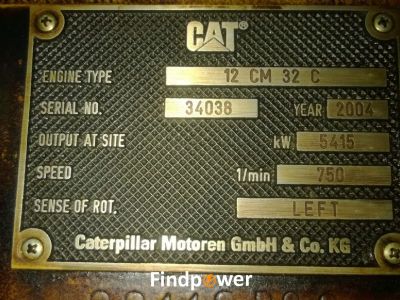 CAT
ENGINE TYPE 12 CM 32 C
SERIAL NO. 34038 YEAR 2004
OUTPUT AT SITE kW 5415
SPEED 1/min 750
SENSE OF ROT. LEFT
Caterpillar Motoren GmbH & Co. KG
Findpower